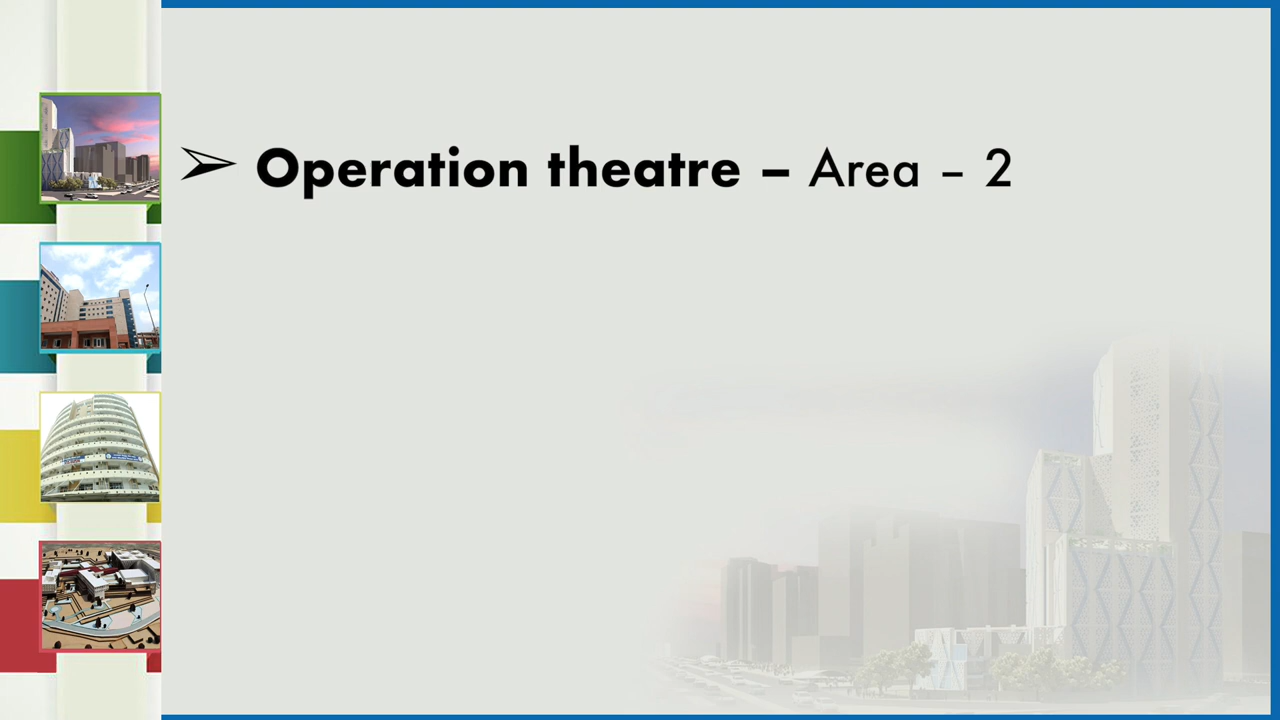 ➢ Operation theatre – Area – 2